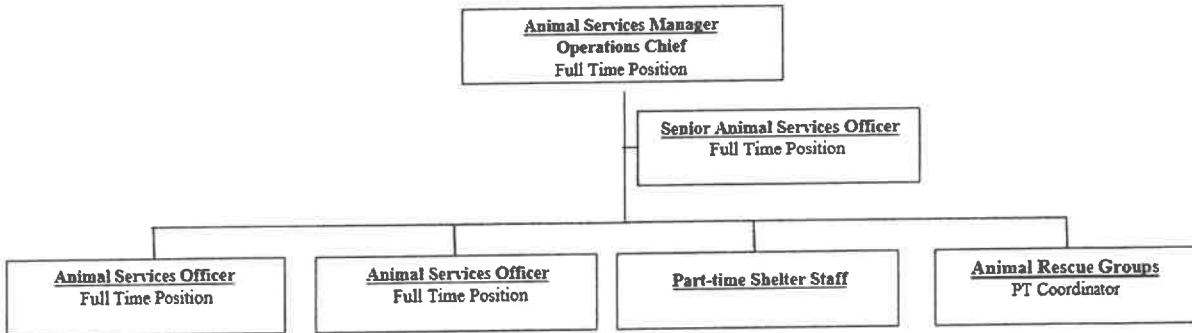 Animal Services Manager
Operations Chief
Full Time Position
Senior Animal Services Officer
Full Time Position
Animal Services Officer
Full Time Position
Animal Services Officer
Full Time Position
Part-time Shelter Staff
Animal Rescue Groups
PT Coordinator